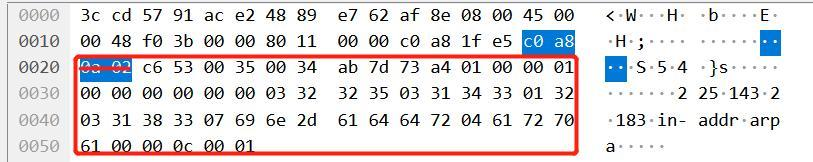 0000 3c cd 57 91 ac e2 48 89 e7 62 af 8e 08 00 45 00 <·W···H· ·b····E·
0010 00 48 f0 3b 00 00 80 11 00 00 c0 a8 1f e5 c0 a8 ·H·;···· ········
0020 0a 02 c6 53 00 35 00 34 ab 7d 73 a4 01 00 00 01 ···S·5·4 ·}s·····
0030 00 00 00 00 00 00 03 32 32 35 03 31 34 33 01 32 ·······2 25·143·2
0040 03 31 38 33 07 69 6e 2d 61 64 64 72 04 61 72 70 ·183·in- addr·arp
0050 61 00 00 0c 00 01 a·····